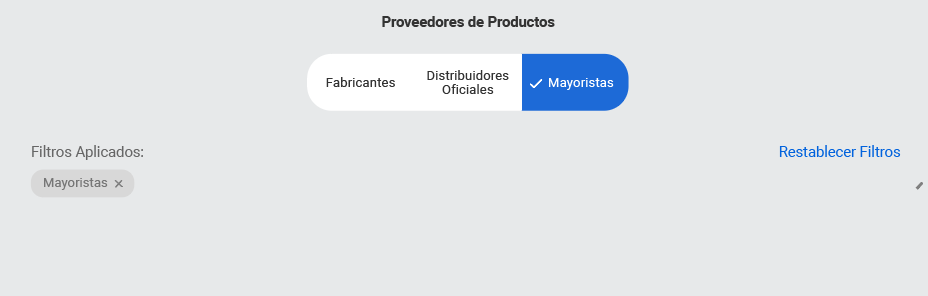 Proveedores de Productos
Fabricantes
Distribuidores
Oficiales
Mayoristas
Filtros Aplicados:
Restablecer Filtros
Mayoristas